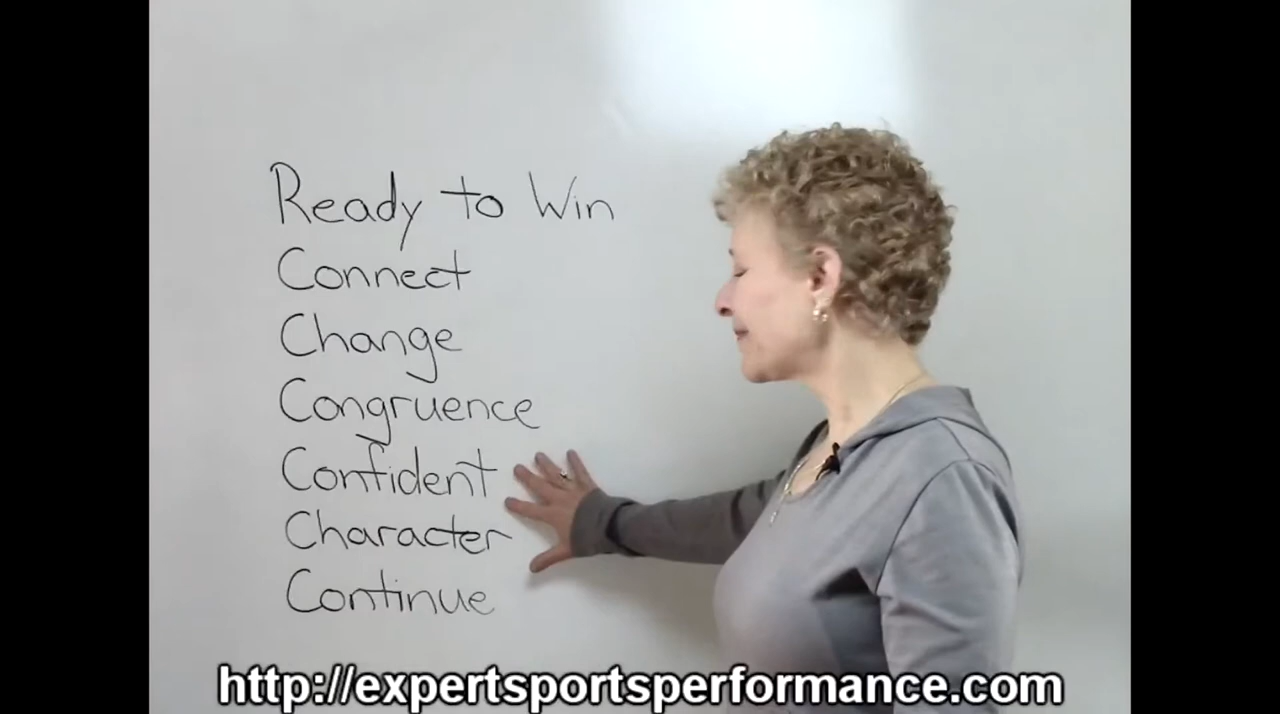 Ready to Win
Connect
Change
Congruence
Confident
Character
Continue
http://expertsportsperformance.com